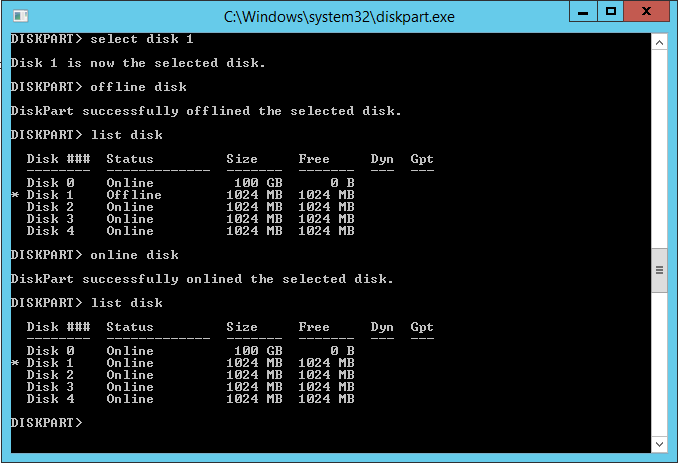 C:\Windows\system32\diskpart.exe
DISKPART> select disk 1
Disk 1 is now the selected disk.
DISKPART> offline disk
DiskPart successfully offlined the selected disk.
DISKPART> list disk
  Disk ###  Status         Size     Free     Dyn  Gpt
  --------  -------------  -------  -------  ---  ---
  Disk 0    Online          100 GB      0 B
* Disk 1    Offline        1024 MB  1024 MB
  Disk 2    Online         1024 MB  1024 MB
  Disk 3    Online         1024 MB  1024 MB
  Disk 4    Online         1024 MB  1024 MB
DISKPART> online disk
DiskPart successfully onlined the selected disk.
DISKPART> list disk
  Disk ###  Status         Size     Free     Dyn  Gpt
  --------  -------------  -------  -------  ---  ---
  Disk 0    Online          100 GB      0 B
* Disk 1    Online         1024 MB  1024 MB
  Disk 2    Online         1024 MB  1024 MB
  Disk 3    Online         1024 MB  1024 MB
  Disk 4    Online         1024 MB  1024 MB
DISKPART>